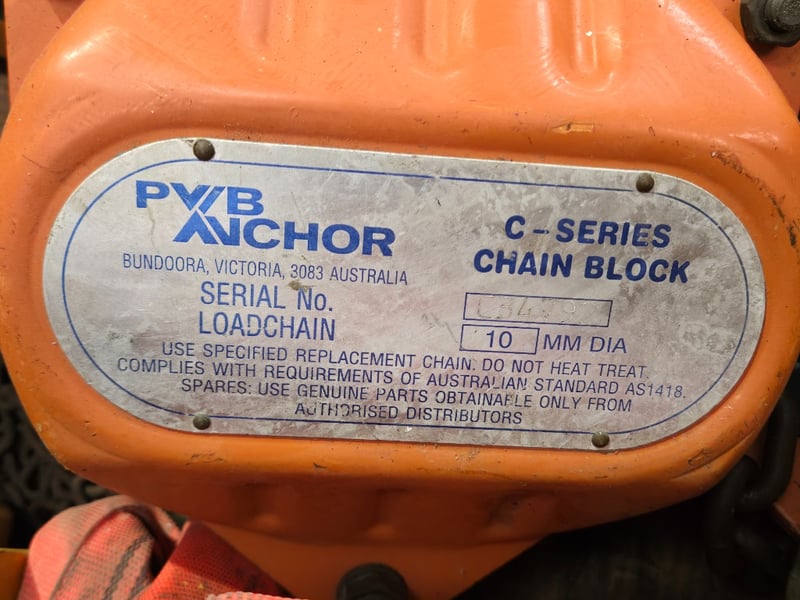 PWB
ANCHOR
BUNDOORA, VICTORIA, 3083 AUSTRALIA
C-SERIES
CHAIN BLOCK
SERIAL No.
LOADCHAIN
10 MM DIA
USE SPECIFIED REPLACEMENT CHAIN. DO NOT HEAT TREAT.
COMPLIES WITH REQUIREMENTS OF AUSTRALIAN STANDARD AS1418.
SPARES: USE GENUINE PARTS OBTAINABLE ONLY FROM
AUTHORISED DISTRIBUTORS